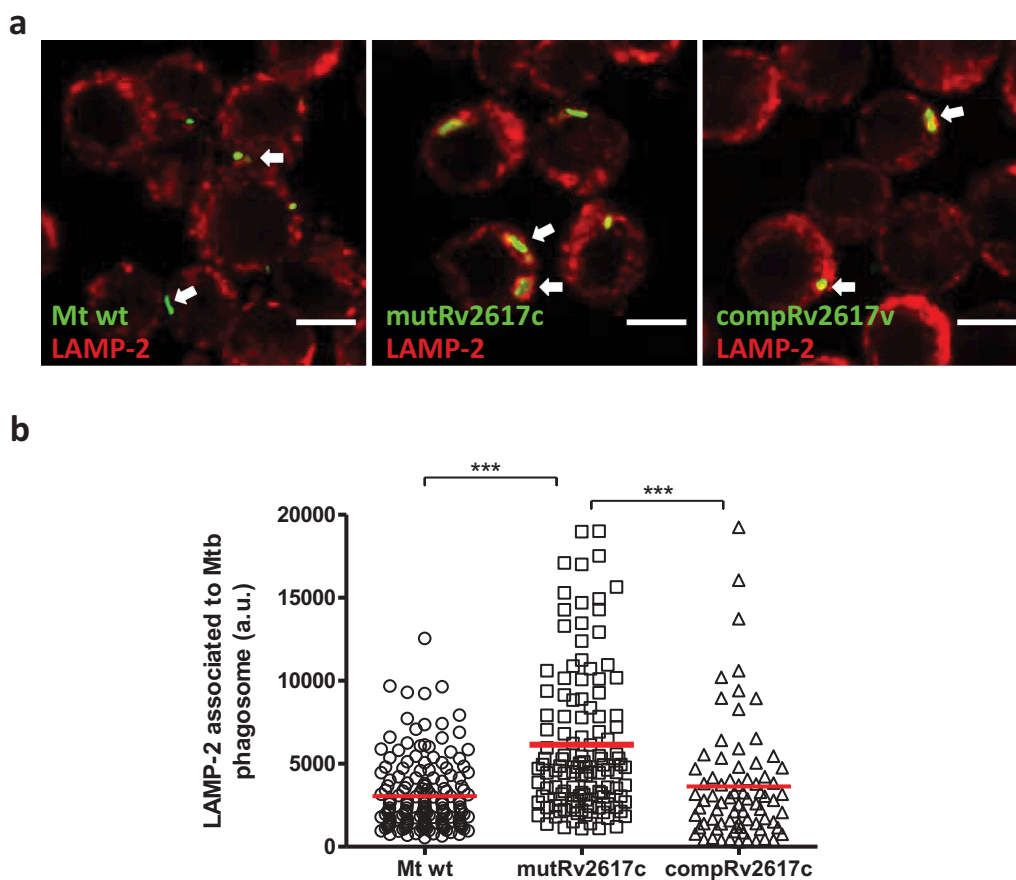 a
Mt wt
LAMP-2
mutRv2617c
LAMP-2
compRv2617v
LAMP-2
b
***
***
LAMP-2 associated to Mtb
phagosome (a.u.)
20000
15000
10000
5000
0
Mt wt
mutRv2617c
compRv2617c